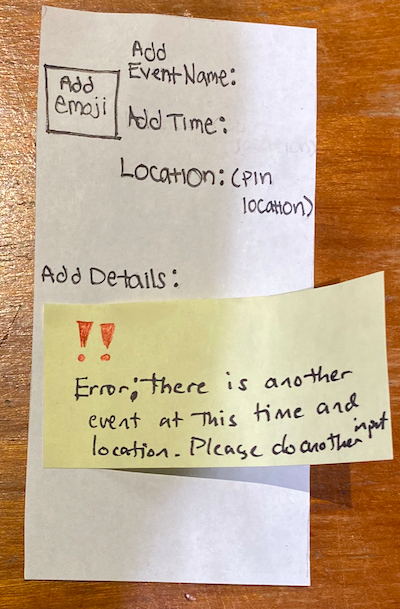 Add
Event Name:
Add
emoji
Add Time:
Location: (Pin
location)
Add Details:
!!
Error; there is another
event at this time and
location. Please do another input